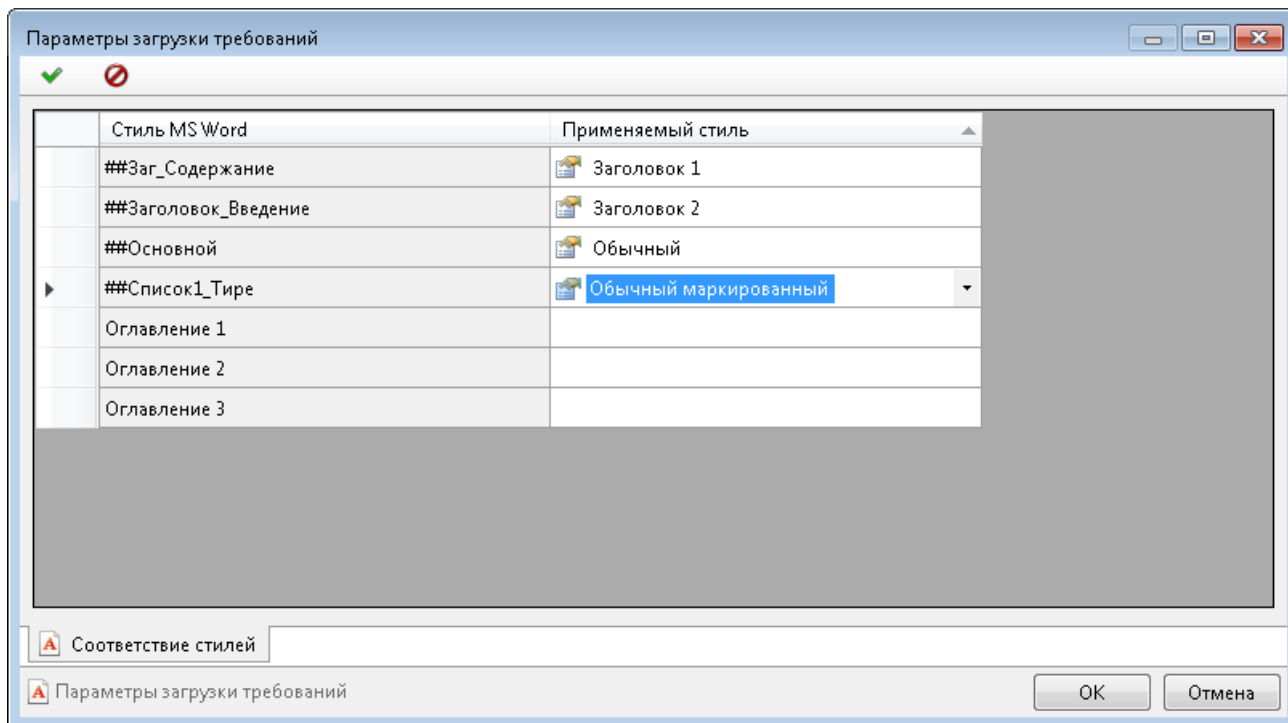 Параметры загрузки требований
Стиль MS Word Применяемый стиль
##Заг_Содержание Заголовок 1
##Заголовок_Введение Заголовок 2
##Основной Обычный
##Список1_Тире Обычный маркированный
Оглавление 1
Оглавление 2
Оглавление 3
A Соответствие стилей
A Параметры загрузки требований OK Отмена